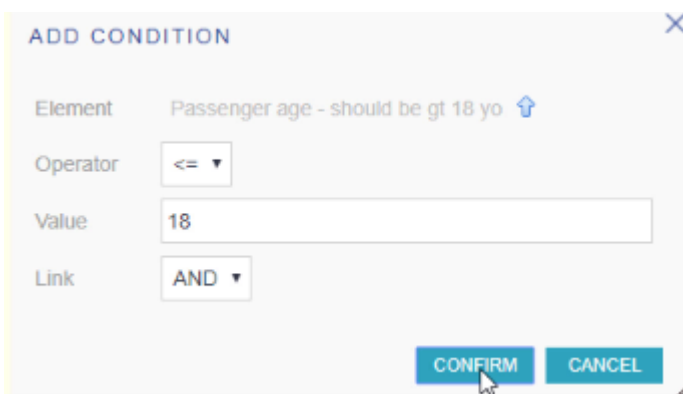 ADD CONDITION
Element Passenger age - should be gt 18 yo
Operator <=
Value 18
Link AND
CONFIRM CANCEL